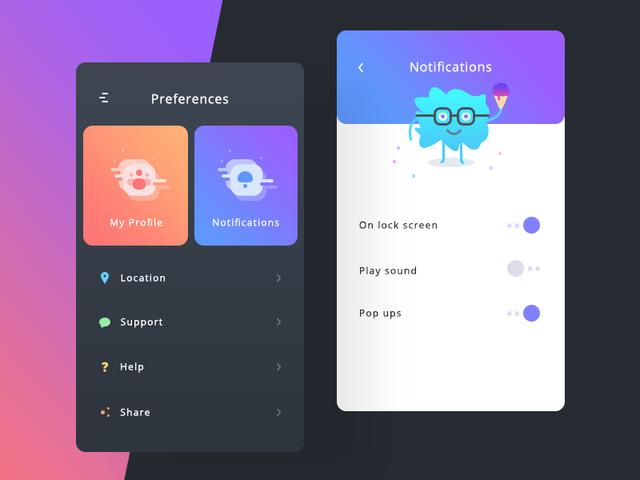 Preferences
My Profile
Notifications
Location
Support
? Help
Share
Notifications
On lock screen
Play sound
Pop ups